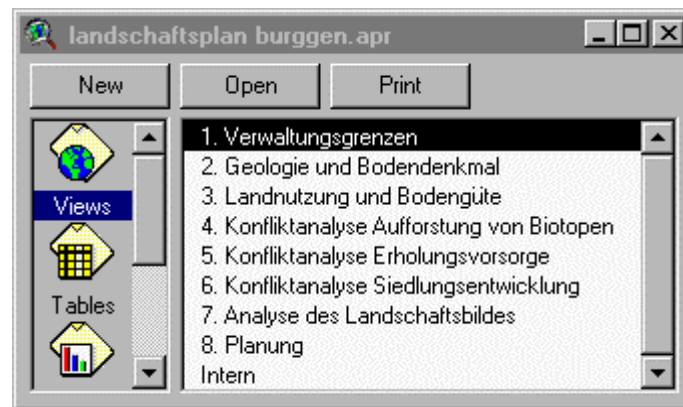 landschaftsplan burggen.apr
New Open Print
Views
Tables
1. Verwaltungsgrenzen
2. Geologie und Bodendenkmal
3. Landnutzung und Bodengüte
4. Konfliktanalyse Aufforstung von Biotopen
5. Konfliktanalyse Erholungsvorsorge
6. Konfliktanalyse Siedlungsentwicklung
7. Analyse des Landschaftsbildes
8. Planung
Intern